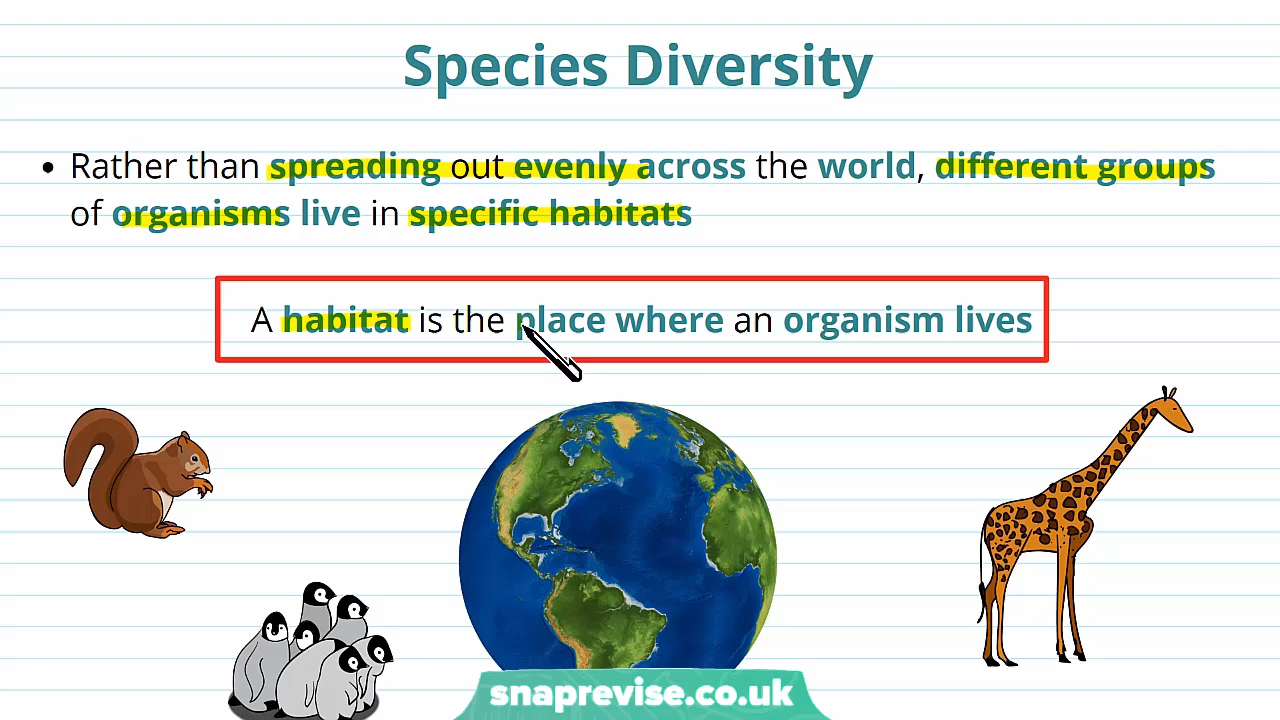 Species Diversity
• Rather than spreading out evenly across the world, different groups
of organisms live in specific habitats
A habitat is the place where an organism lives
snaprevise.co.uk